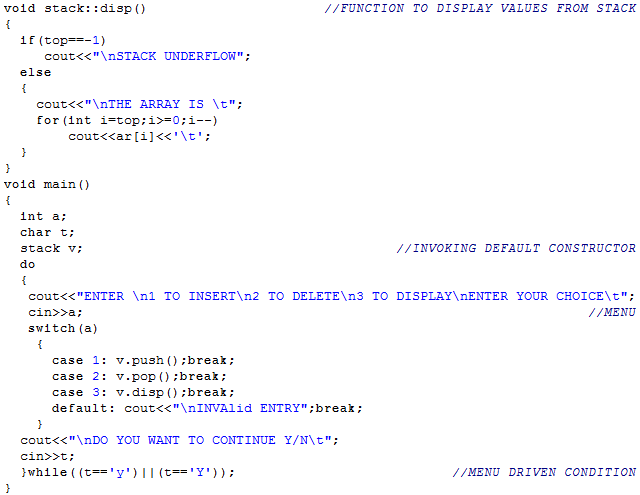 void stack::disp() //FUNCTION TO DISPLAY VALUES FROM STACK
{
if(top==-1)
cout<<"\nSTACK UNDERFLOW";
else
{
cout<<"\nTHE ARRAY IS \t";
for(int i=top;i>=0;i--)
cout<<ar[i]<<'\t';
}
}
void main()
{
int a;
char t;
stack v; //INVOKING DEFAULT CONSTRUCTOR
do
{
cout<<"ENTER \n1 TO INSERT\n2 TO DELETE\n3 TO DISPLAY\nENTER YOUR CHOICE\t";
cin>>a; //MENU
switch(a)
{
case 1: v.push();break;
case 2: v.pop();break;
case 3: v.disp();break;
default: cout<<"\nINVAlid ENTRY";break;
}
cout<<"\nDO YOU WANT TO CONTINUE Y/N\t";
cin>>t;
}while((t=='y')||(t=='Y')); //MENU DRIVEN CONDITION
}